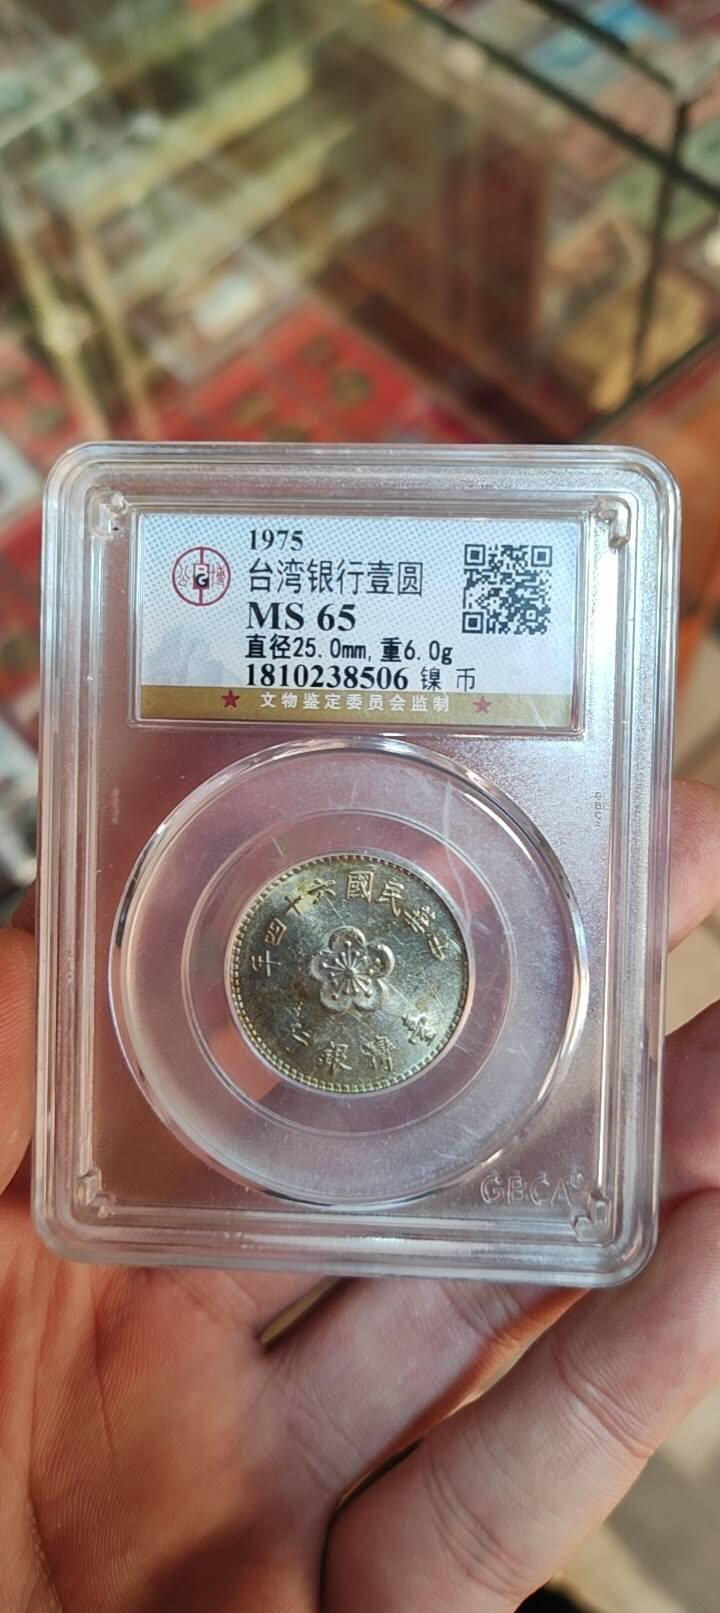 1975
台湾银行壹圆
MS 65
直径25.0mm,重6.0g
1810238506 镍 币
公 博
文物鉴定委员会监制
年四十六國民華中
臺灣銀行
GBCA